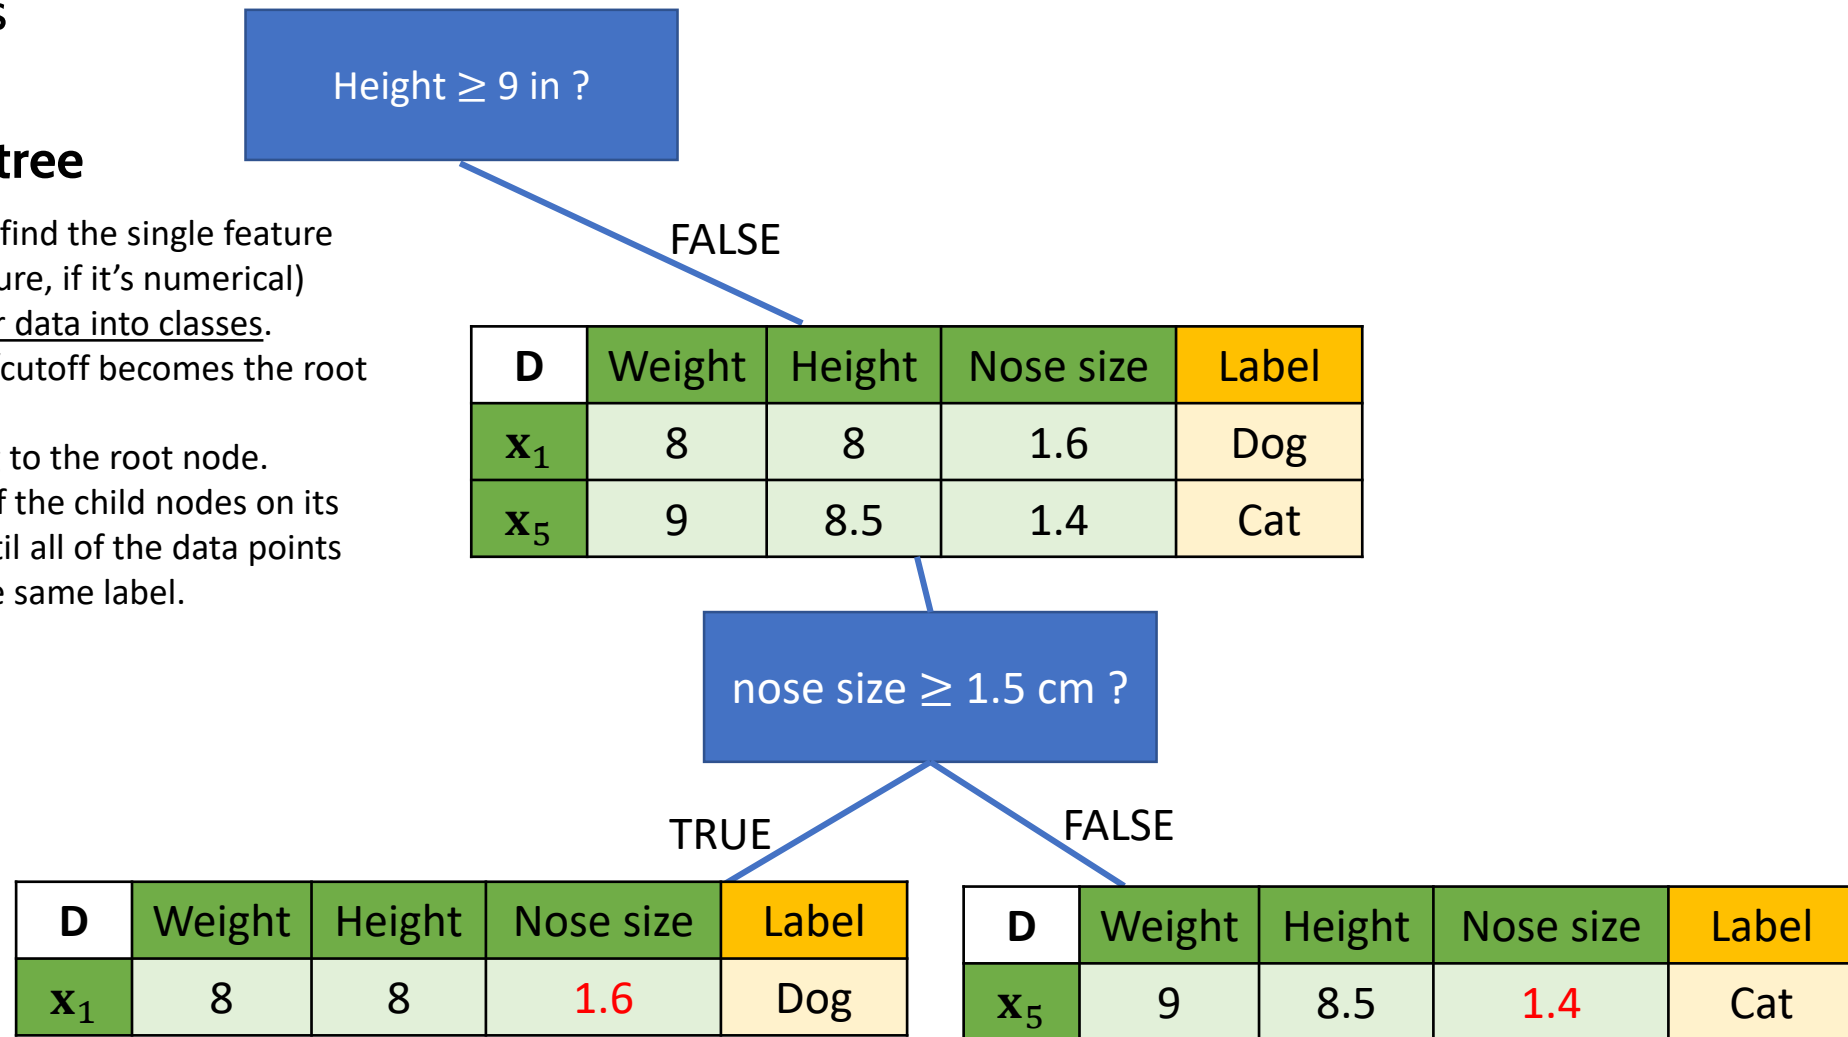 s
Height ≥ 9 in ?
tree
find the single feature
ure, if it's numerical)
r data into classes.
cutoff becomes the root
to the root node.
f the child nodes on its
til all of the data points
e same label.
FALSE
D Weight Height Nose size Label
x₁ 8 8 1.6 Dog
x₅ 9 8.5 1.4 Cat
nose size ≥ 1.5 cm ?
TRUE
FALSE
D Weight Height Nose size Label
x₁ 8 8 1.6 Dog
D Weight Height Nose size Label
x₅ 9 8.5 1.4 Cat